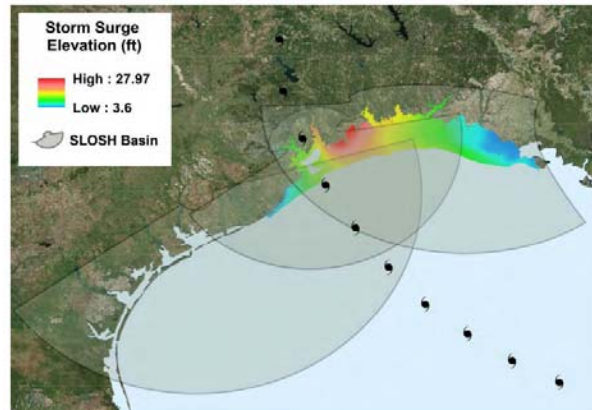 Storm Surge
Elevation (ft)
High : 27.97
Low : 3.6
SLOSH Basin